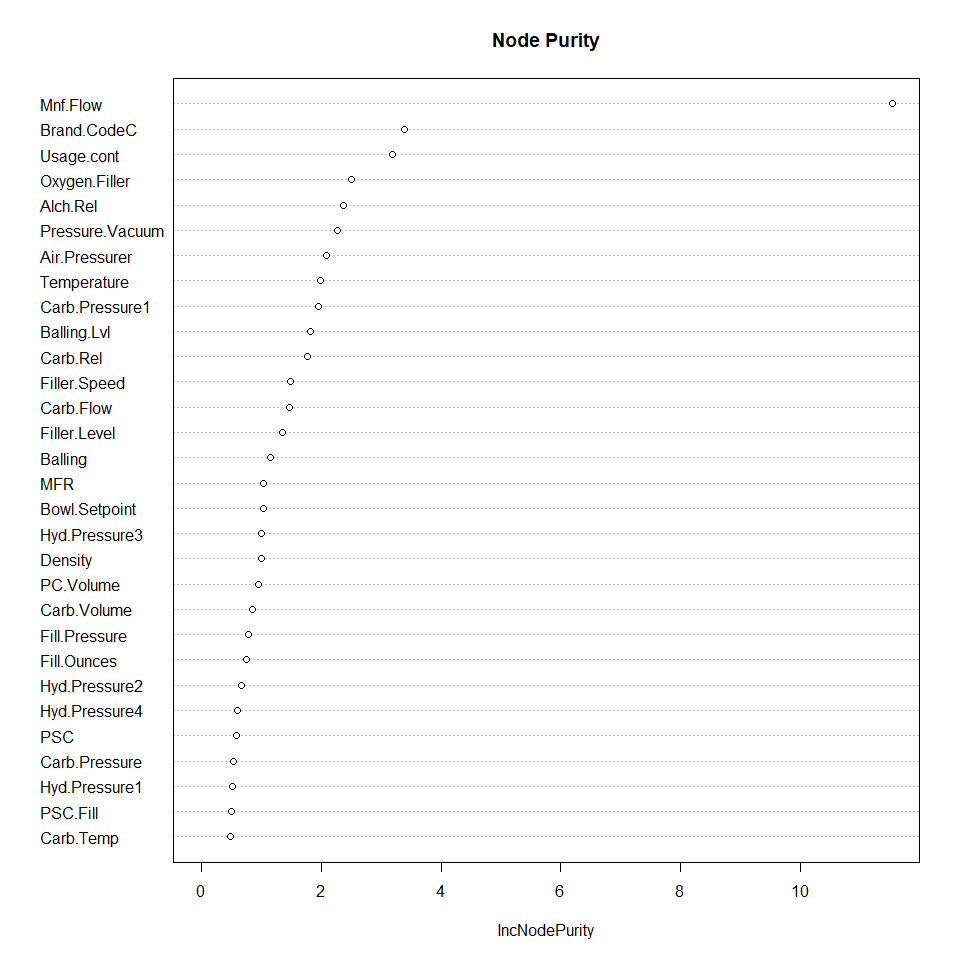 Node Purity
Mnf.Flow
Brand.CodeC
Usage.cont
Oxygen.Filler
Alch.Rel
Pressure.Vacuum
Air.Pressurer
Temperature
Carb.Pressure1
Balling.Lvl
Carb.Rel
Filler.Speed
Carb.Flow
Filler.Level
Balling
MFR
Bowl.Setpoint
Hyd.Pressure3
Density
PC.Volume
Carb.Volume
Fill.Pressure
Fill.Ounces
Hyd.Pressure2
Hyd.Pressure4
PSC
Carb.Pressure
Hyd.Pressure1
PSC.Fill
Carb.Temp
0 2 4 6 8 10
IncNodePurity